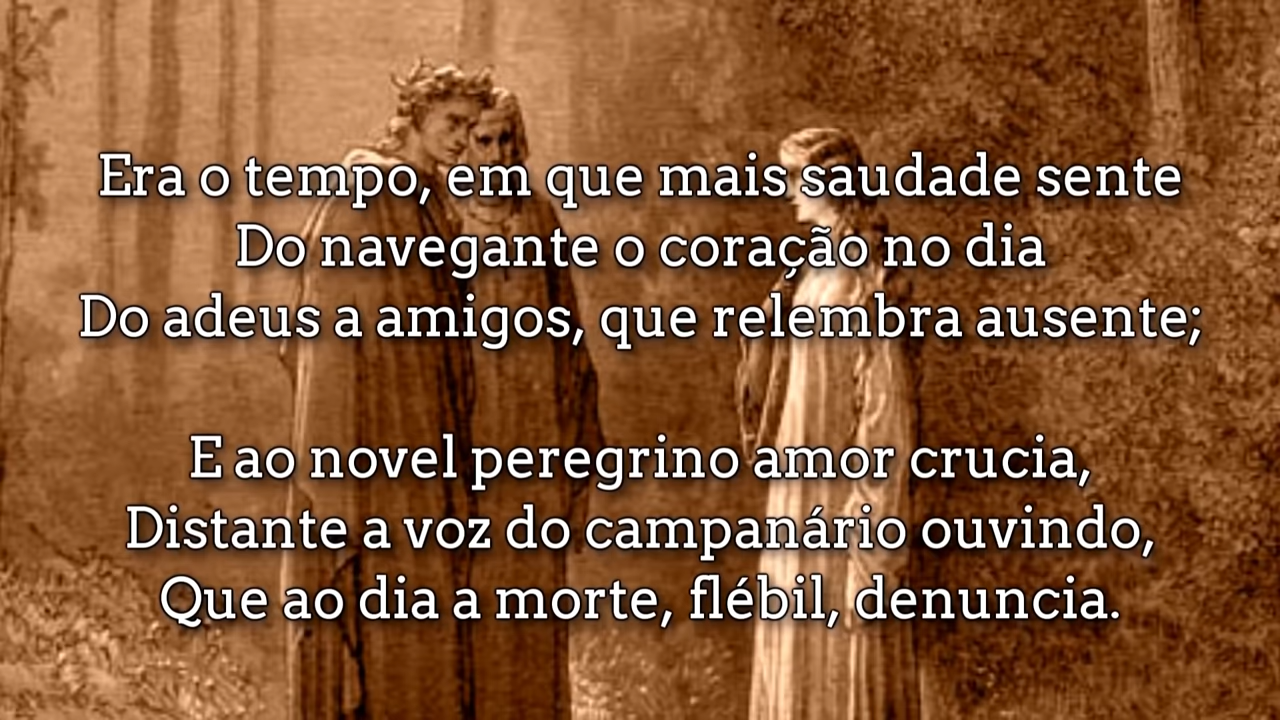 Era o tempo, em que mais saudade sente
Do navegante o coração no dia
Do adeus a amigos, que relembra ausente;
E ao novel peregrino amor crucia,
Distante a voz do campanário ouvindo,
Que ao dia a morte, flébil, denuncia.